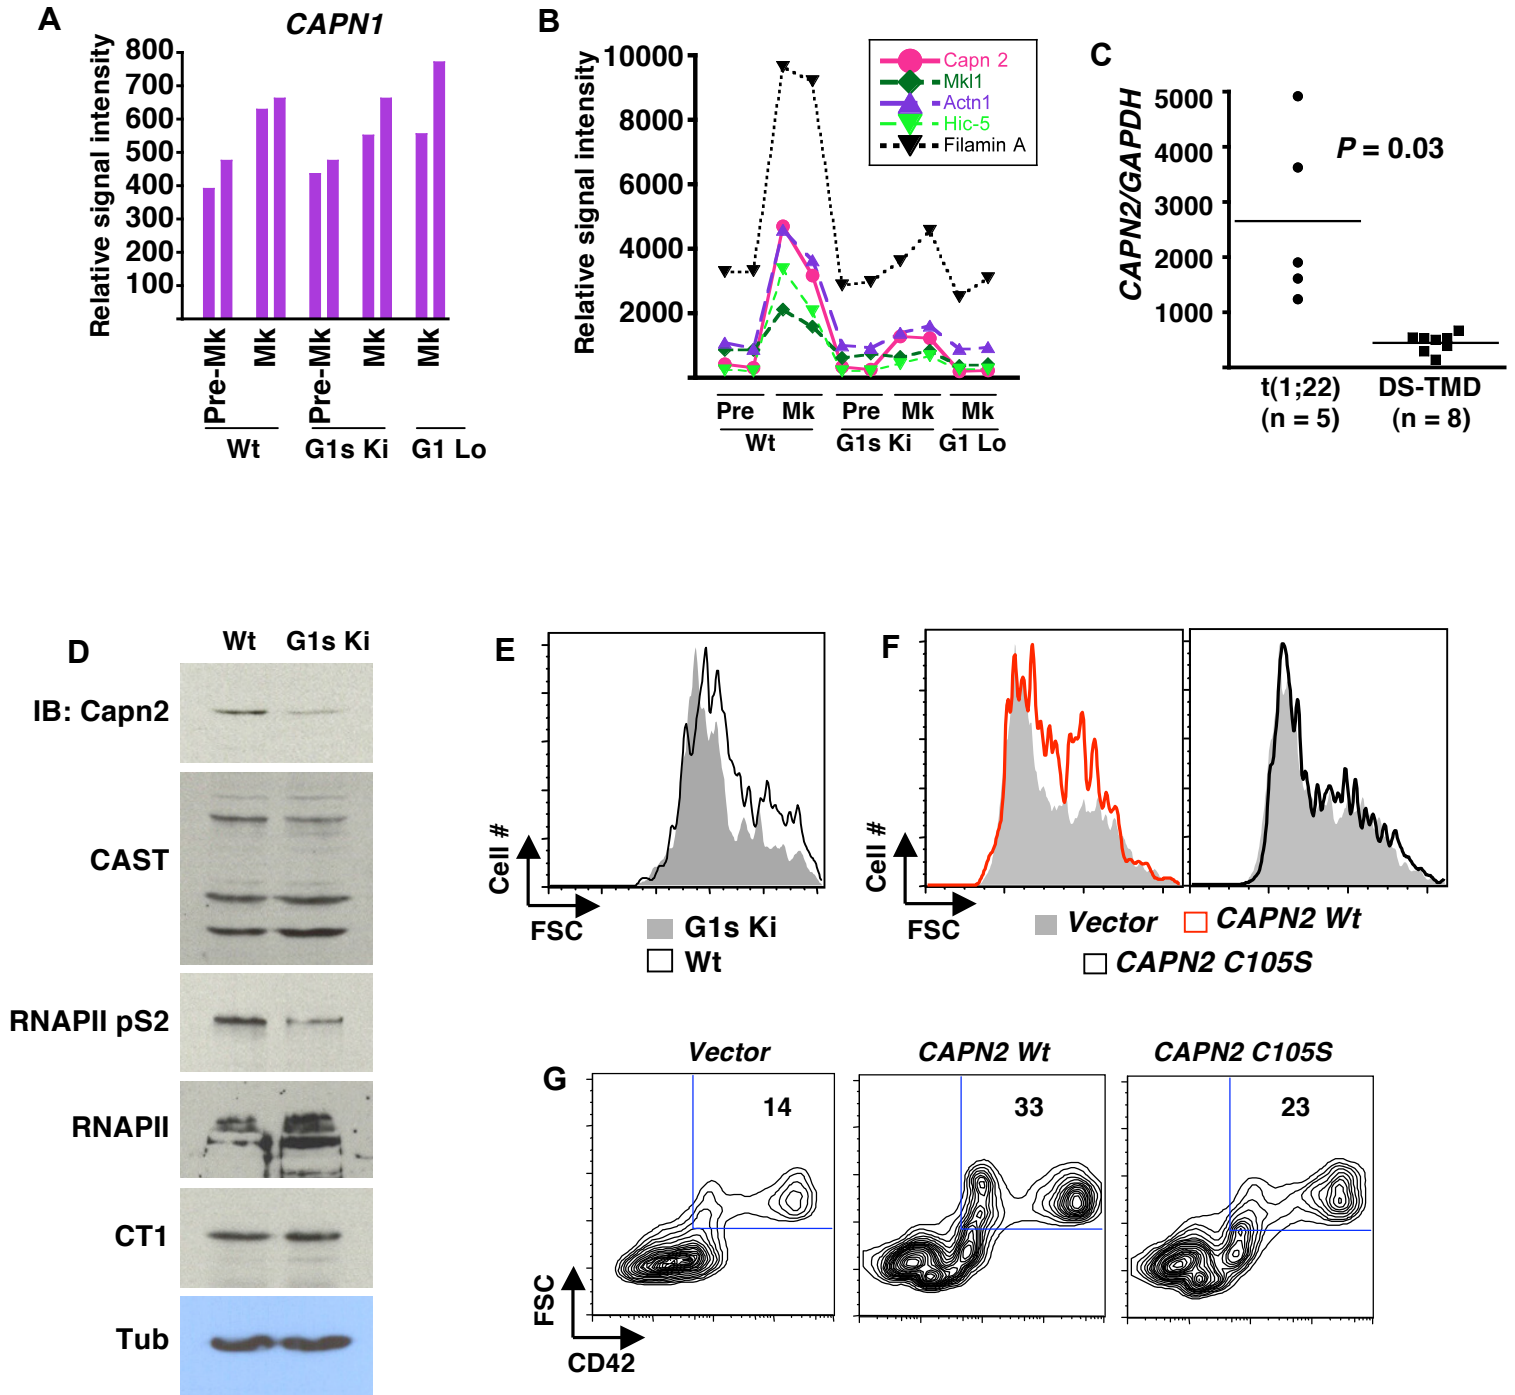 A
CAPN1
Relative signal intensity
800
700
600
500
400
300
200
100
Pre-Mk
Mk
Pre-Mk
Mk
Mk
Wt
G1s Ki
G1 Lo
B
Relative signal intensity
10000
8000
6000
4000
2000
Capn 2
Mkl1
Actn1
Hic-5
Filamin A
Pre
Mk
Pre
Mk
Mk
Wt
G1s Ki
G1 Lo
C
CAPN2/GAPDH
5000
4000
3000
2000
1000
P = 0.03
t(1;22)
(n = 5)
DS-TMD
(n = 8)
D
Wt
G1s Ki
IB: Capn2
CAST
RNAPII pS2
RNAPII
CT1
Tub
E
Cell #
FSC
G1s Ki
Wt
F
Cell #
FSC
Vector
CAPN2 Wt
CAPN2 C105S
G
Vector
CAPN2 Wt
CAPN2 C105S
14
33
23
FSC
CD42